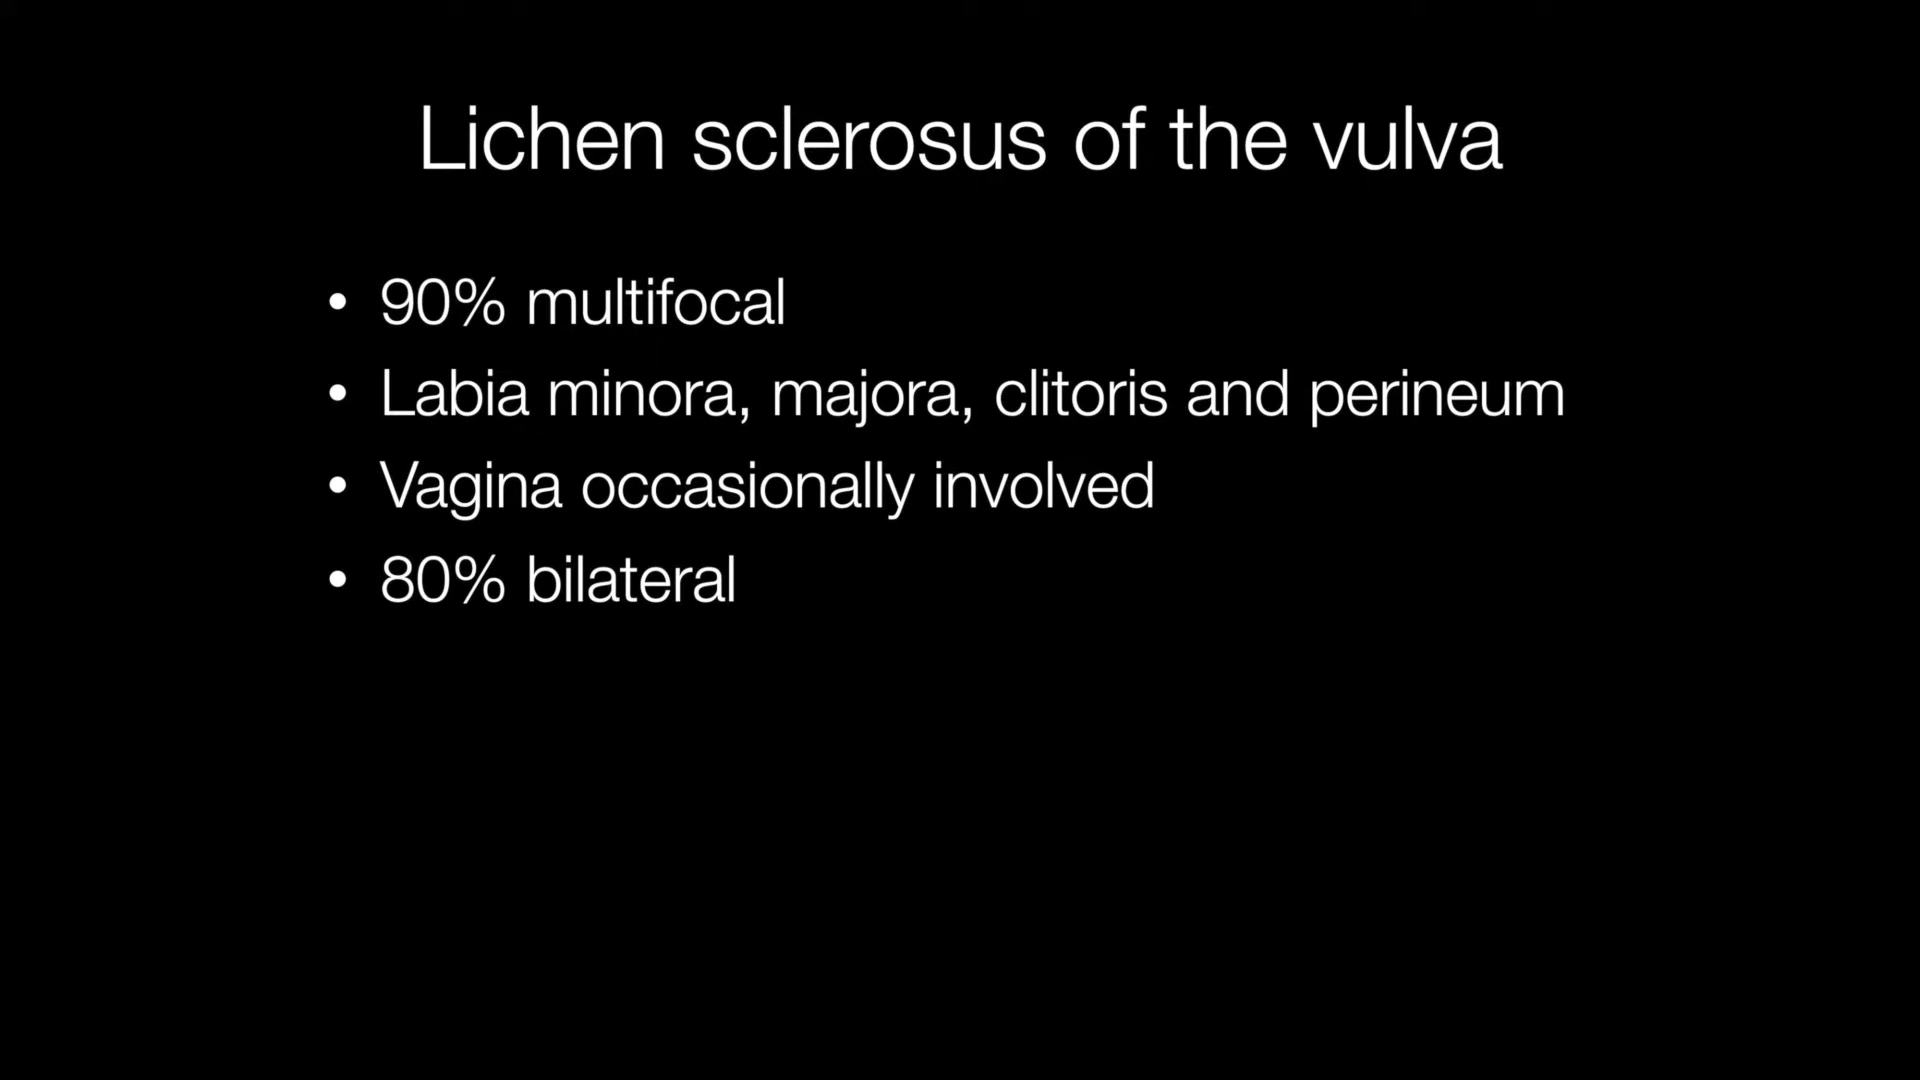 Lichen sclerosus of the vulva
• 90% multifocal
• Labia minora, majora, clitoris and perineum
• Vagina occasionally involved
• 80% bilateral